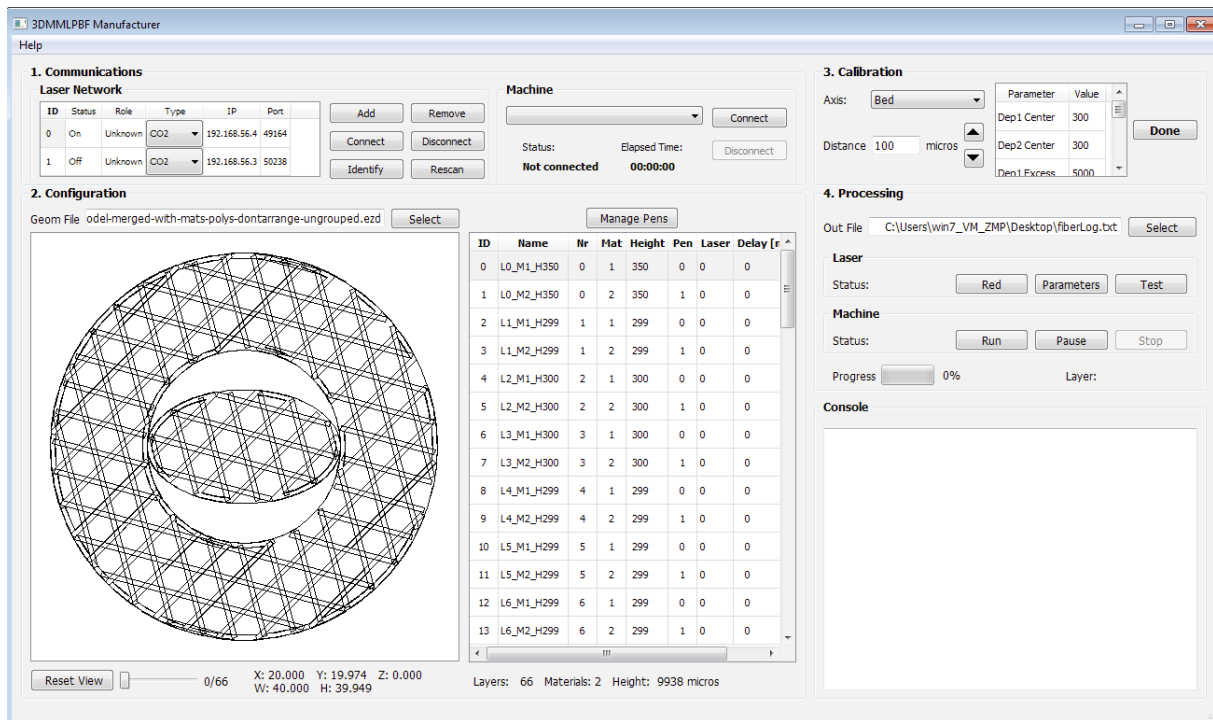 3DMMLPBF Manufacturer
Help
1. Communications
Laser Network
ID Status Role Type IP Port
0 On Unknown CO2 192.168.56.4 49164
1 Off Unknown CO2 192.168.56.3 50238
Add Remove
Connect Disconnect
Identify Rescan
Machine
Connect
Status: Elapsed Time: Disconnect
Not connected 00:00:00
2. Configuration
Geom File odel-merged-with-mats-polys-dontarrange-ungrouped.ezd Select
Manage Pens
ID Name Nr Mat Height Pen Laser Delay [
0 L0_M1_H350 0 1 350 0 0 0
1 L0_M2_H350 0 2 350 1 0 0
2 L1_M1_H299 1 1 299 0 0 0
3 L1_M2_H299 1 2 299 1 0 0
4 L2_M1_H300 2 1 300 0 0 0
5 L2_M2_H300 2 2 300 1 0 0
6 L3_M1_H300 3 1 300 0 0 0
7 L3_M2_H300 3 2 300 1 0 0
8 L4_M1_H299 4 1 299 0 0 0
9 L4_M2_H299 4 2 299 1 0 0
10 L5_M1_H299 5 1 299 0 0 0
11 L5_M2_H299 5 2 299 1 0 0
12 L6_M1_H299 6 1 299 0 0 0
13 L6_M2_H299 6 2 299 1 0 0
Reset View 0/66 X: 20.000 Y: 19.974 Z: 0.000
W: 40.000 H: 39.949
Layers: 66 Materials: 2 Height: 9938 micros
3. Calibration
Axis: Bed
Distance 100 micros
Parameter Value
Dep1 Center 300
Dep2 Center 300
Dep1 Excess 5000
Done
4. Processing
Out File C:\Users\win7_VM_ZMP\Desktop\fiberLog.txt Select
Laser
Status: Red Parameters Test
Machine
Status: Run Pause Stop
Progress 0% Layer:
Console